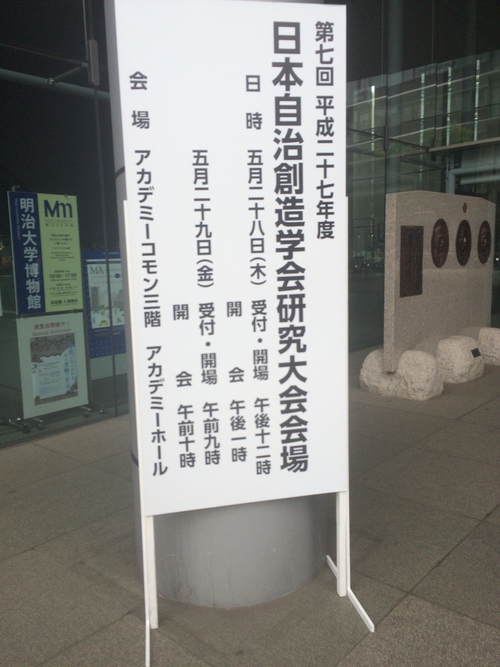 第七回 平成二十七年度
日本自治創造学会研究大会会場
日時 五月二十八日(木) 受付・開場 午後十二時
開会 午後一時
五月二十九日(金) 受付・開場 午前九時
開会 午前十時
会場 アカデミーコモン三階 アカデミーホール
明治大学博物館